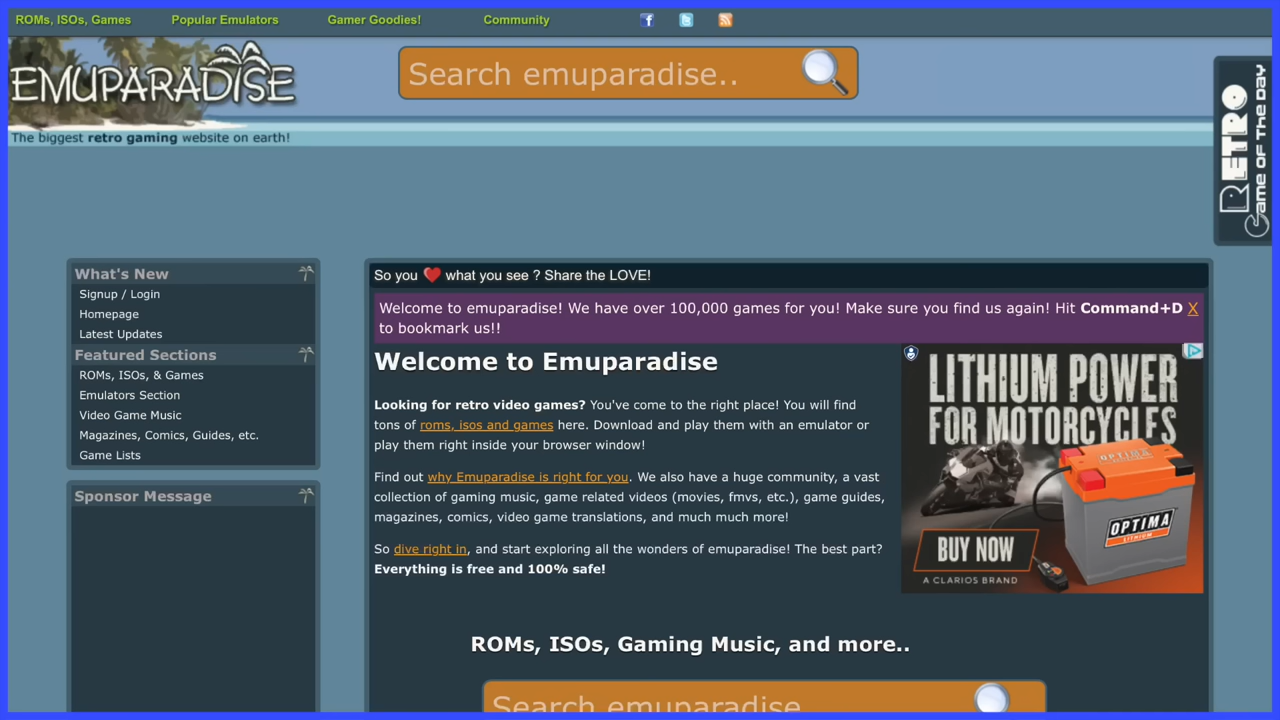 ROMs, ISOs, Games
Popular Emulators
Gamer Goodies!
Community
EMUPARADISE
Search emuparadise..
The biggest retro gaming website on earth!
RETRO
Game OF The DAY
What's New
Signup / Login
Homepage
Latest Updates
Featured Sections
ROMs, ISOs, & Games
Emulators Section
Video Game Music
Magazines, Comics, Guides, etc.
Game Lists
Sponsor Message
So you ❤ what you see ? Share the LOVE!
Welcome to emuparadise! We have over 100,000 games for you! Make sure you find us again! Hit Command+D X
to bookmark us!!
Welcome to Emuparadise
Looking for retro video games? You've come to the right place! You will find
tons of roms, isos and games here. Download and play them with an emulator or
play them right inside your browser window!
Find out why Emuparadise is right for you. We also have a huge community, a vast
collection of gaming music, game related videos (movies, fmvs, etc.), game guides,
magazines, comics, video game translations, and much much more!
So dive right in, and start exploring all the wonders of emuparadise! The best part?
Everything is free and 100% safe!
LITHIUM POWER
FOR MOTORCYCLES
OPTIMA
OPTIMA
LITHIUM
BUY NOW
A CLARIOS BRAND
ROMs, ISOs, Gaming Music, and more..
Search emuparadise